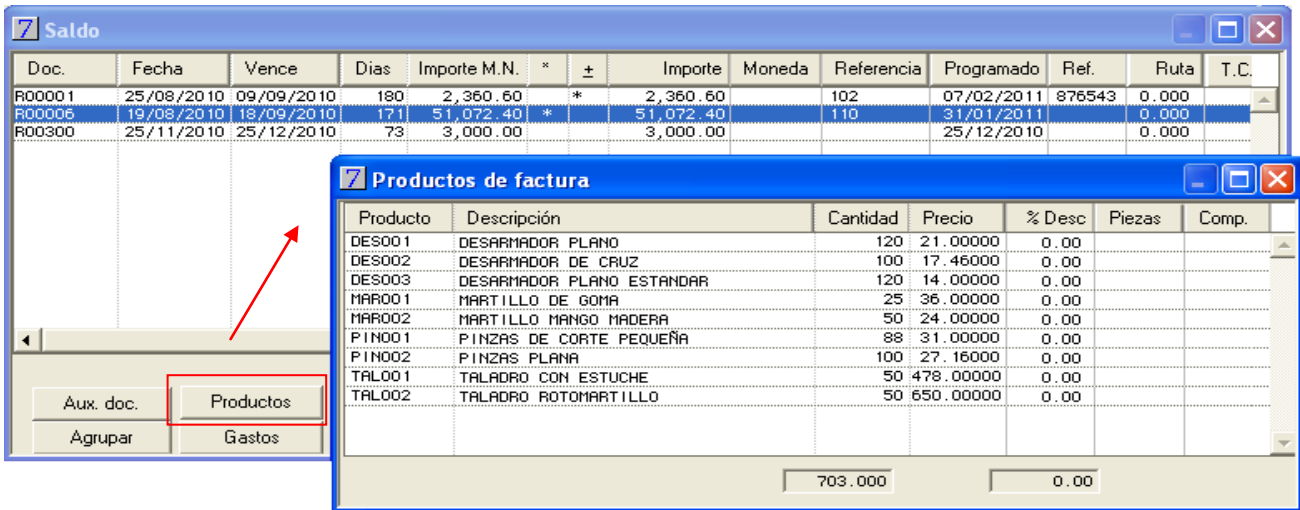 7 Saldo
Doc. Fecha Vence Dias Importe M.N. * ± Importe Moneda Referencia Programado Ref. Ruta T.C.
R00001 25/08/2010 09/09/2010 180 2,360.60 * 2,360.60 102 07/02/2011 876543 0.000
R00006 19/08/2010 18/09/2010 171 51,072.40 * 51,072.40 110 31/01/2011 0.000
R00300 25/11/2010 25/12/2010 73 3,000.00 3,000.00 25/12/2010 0.000
Aux. doc. Productos
Agrupar Gastos
7 Productos de factura
Producto Descripción Cantidad Precio % Desc Piezas Comp.
DES001 DESARMADOR PLANO 120 21.00000 0.00
DES002 DESARMADOR DE CRUZ 100 17.46000 0.00
DES003 DESARMADOR PLANO ESTANDAR 120 14.00000 0.00
MAR001 MARTILLO DE GOMA 25 36.00000 0.00
MAR002 MARTILLO MANGO MADERA 50 24.00000 0.00
PIN001 PINZAS DE CORTE PEQUEÑA 88 31.00000 0.00
PIN002 PINZAS PLANA 100 27.16000 0.00
TAL001 TALADRO CON ESTUCHE 50 478.00000 0.00
TAL002 TALADRO ROTOMARTILLO 50 650.00000 0.00
703.000 0.00